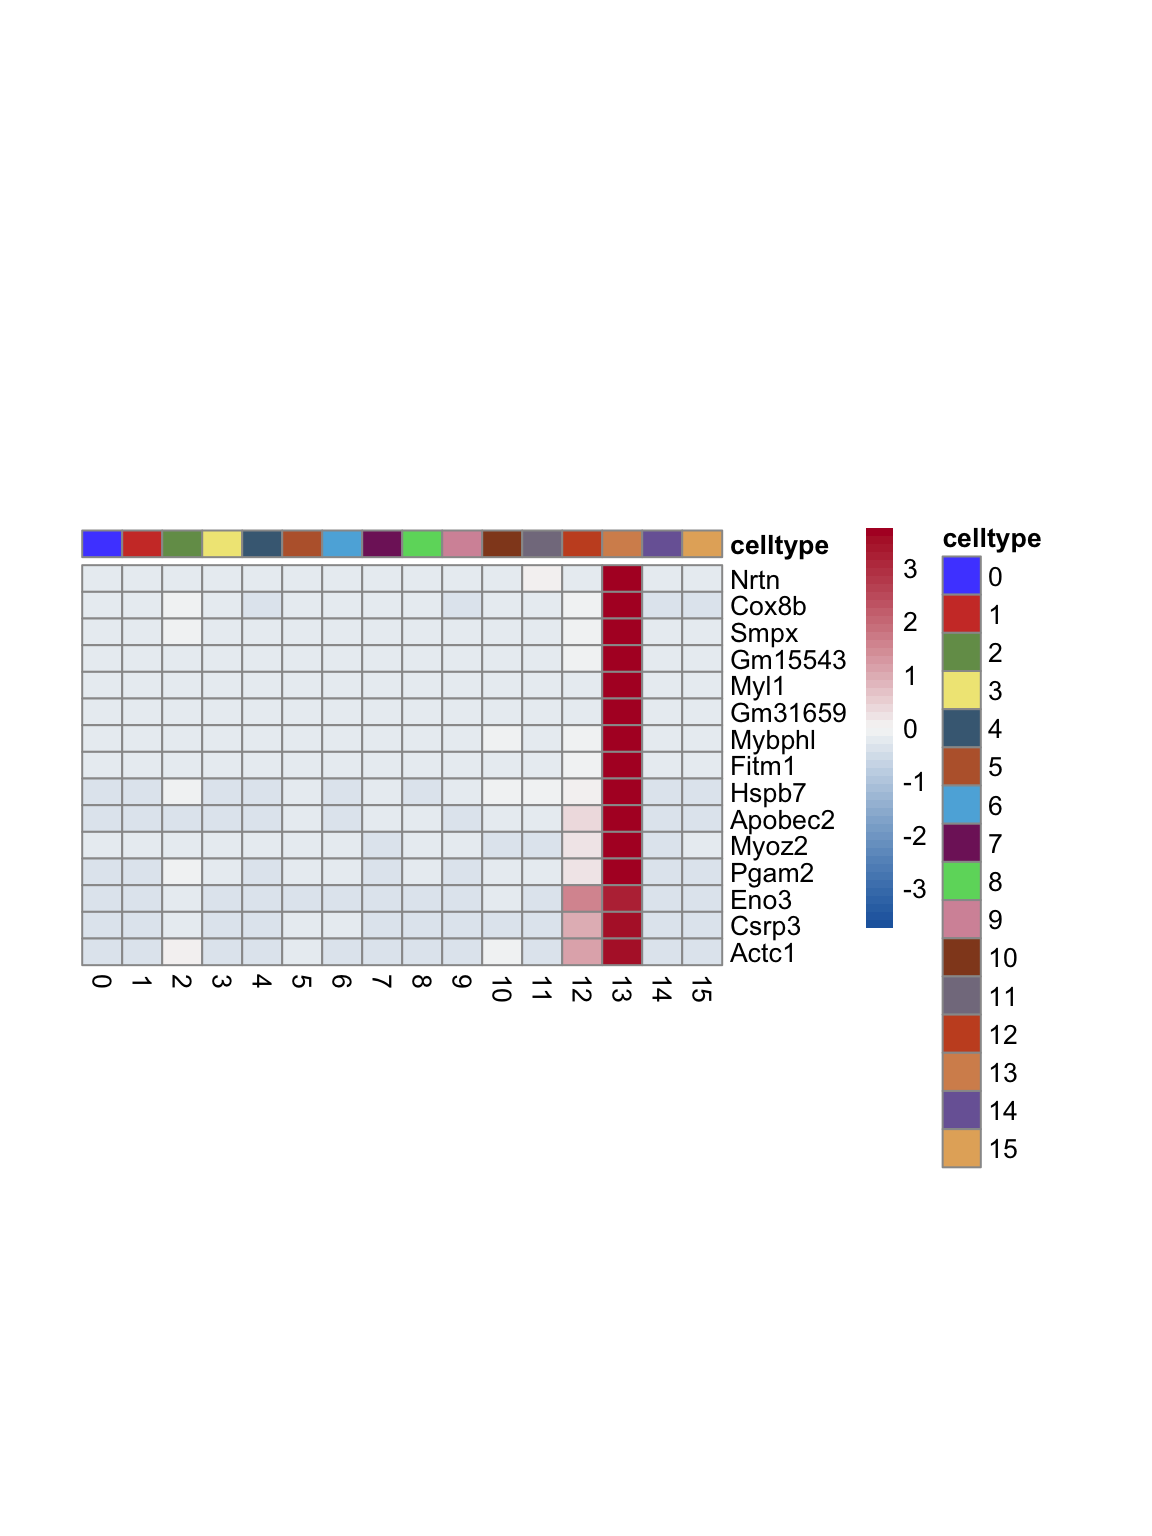 celltype
Nrtn
Cox8b
Smpx
Gm15543
Myl1
Gm31659
Mybphl
Fitm1
Hspb7
Apobec2
Myoz2
Pgam2
Eno3
Csrp3
Actc1
0 1 2 3 4 5 6 7 8 9 10 11 12 13 14 15
3
2
1
0
-1
-2
-3
celltype
0
1
2
3
4
5
6
7
8
9
10
11
12
13
14
15